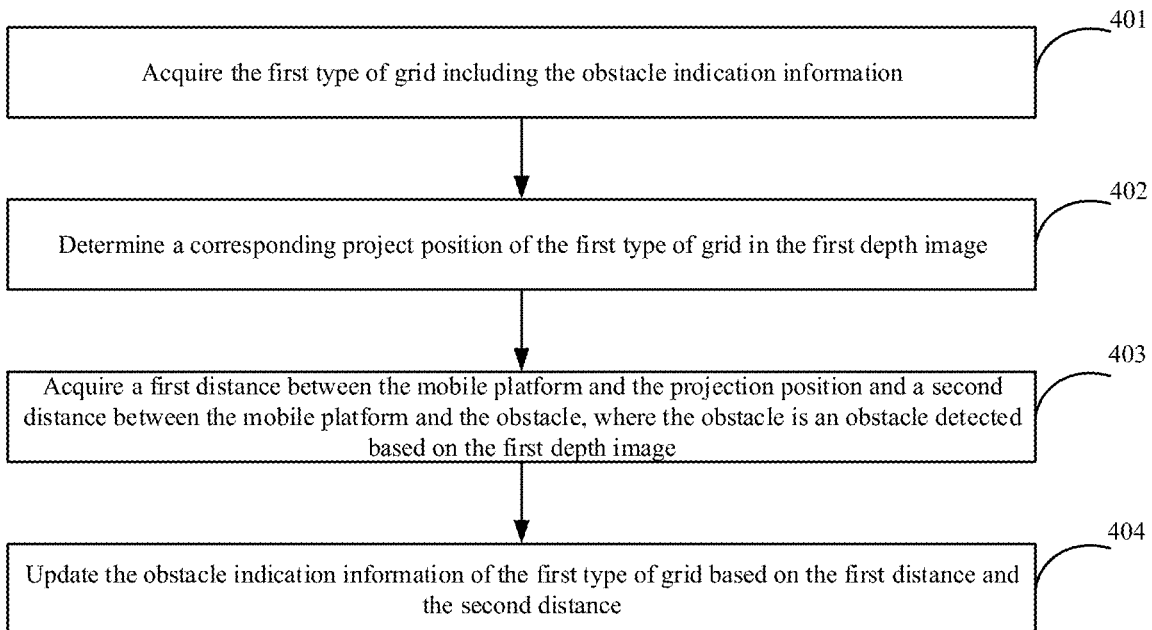 401
Acquire the first type of grid including the obstacle indication information
402
Determine a corresponding project position of the first type of grid in the first depth image
403
Acquire a first distance between the mobile platform and the projection position and a second
distance between the mobile platform and the obstacle, where the obstacle is an obstacle detected
based on the first depth image
404
Update the obstacle indication information of the first type of grid based on the first distance and
the second distance